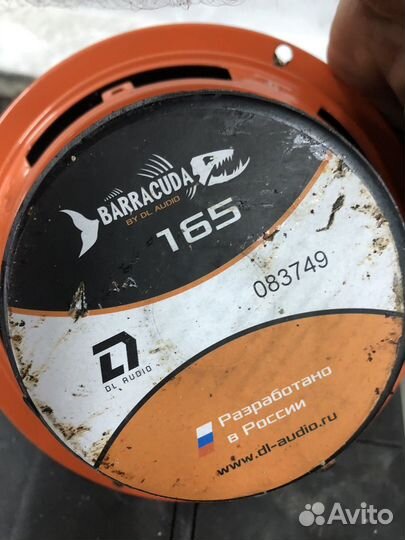 BARRACUDA
BY DL AUDIO
165
083749
DL AUDIO
Разработано
в России
www.dl-audio.ru
Avito